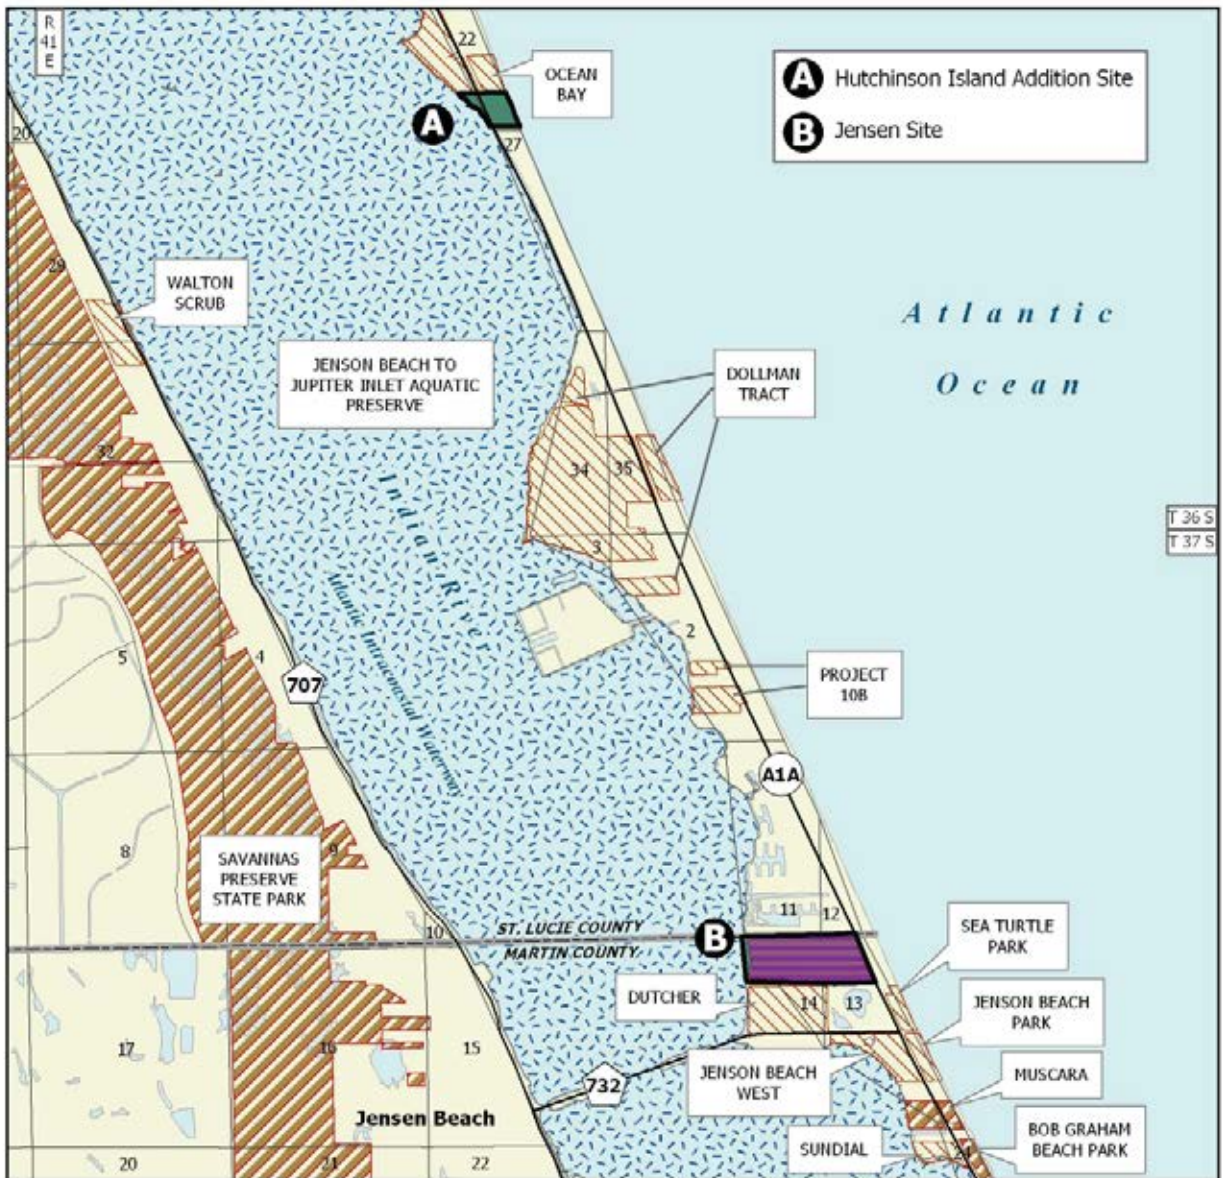 R
41
E
22
OCEAN
BAY
A Hutchinson Island Addition Site
B Jensen Site
A
27
20
29
WALTON
SCRUB
Atlantic
Ocean
JENSON BEACH TO
JUPITER INLET AQUATIC
PRESERVE
DOLLMAN
TRACT
32
34
35
Indian River
T 36 S
T 37 S
3
Atlantic Intracoastal Waterway
2
5
4
707
PROJECT
10B
A1A
8
9
SAVANNAS
PRESERVE
STATE PARK
11
12
10
ST. LUCIE COUNTY
MARTIN COUNTY
B
SEA TURTLE
PARK
DUTCHER
14
13
JENSON BEACH
PARK
17
16
15
732
JENSON BEACH
WEST
MUSCARA
Jensen Beach
BOB GRAHAM
BEACH PARK
SUNDIAL
24
20
21
22